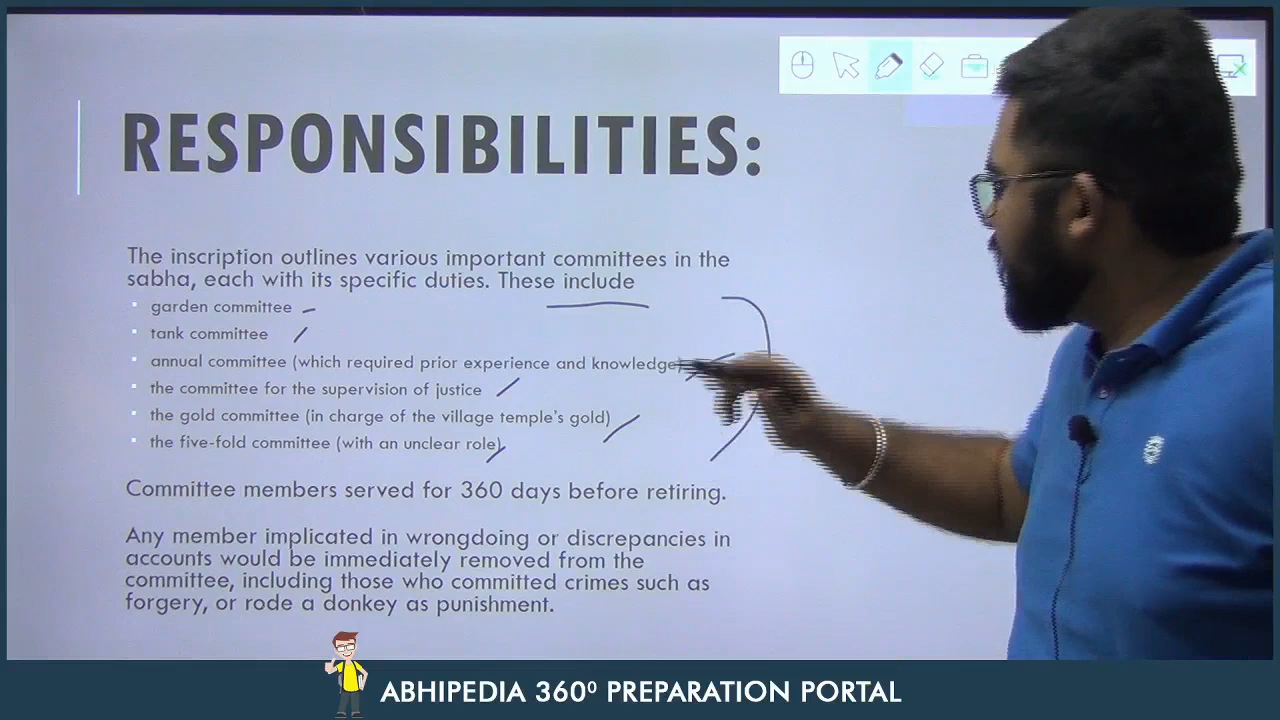 RESPONSIBILITIES:
The inscription outlines various important committees in the
sabha, each with its specific duties. These include
garden committee
tank committee
annual committee (which required prior experience and knowledge)
the committee for the supervision of justice
the gold committee (in charge of the village temple's gold)
the five-fold committee (with an unclear role)
Committee members served for 360 days before retiring.
Any member implicated in wrongdoing or discrepancies in
accounts would be immediately removed from the
committee, including those who committed crimes such as
forgery, or rode a donkey as punishment.
ABHIPEDIA 360⁰ PREPARATION PORTAL